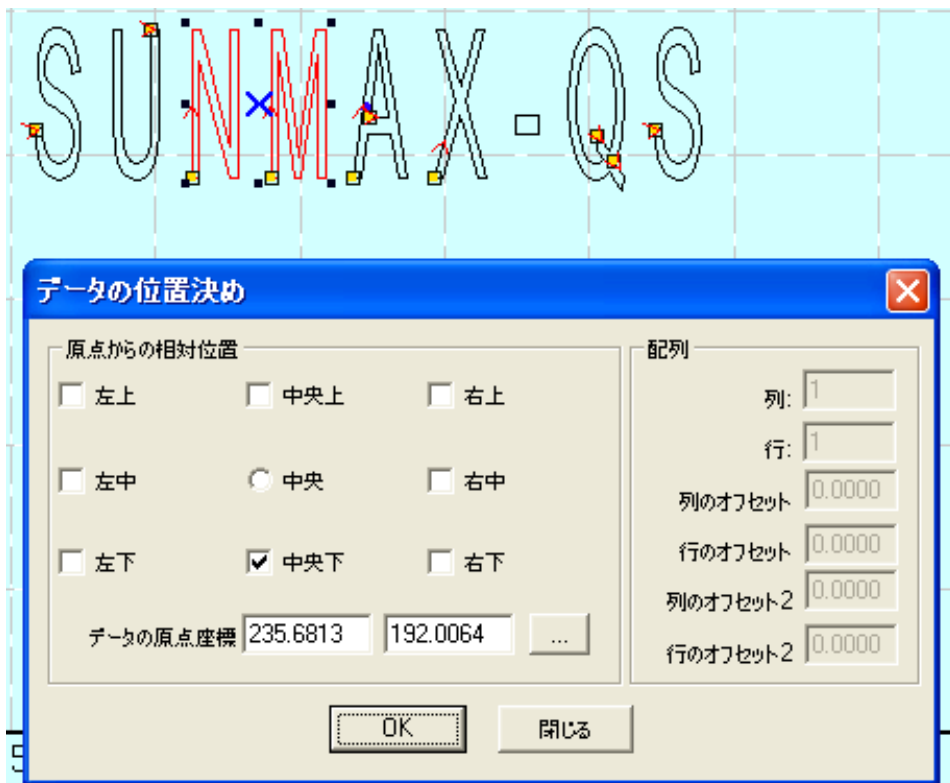 SUNMAX-QS
データの位置決め
原点からの相対位置
左上 中央上 右上
左中 中央 右中
左下 中央下 右下
データの原点座標 235.6813 192.0064 ...
配列
列: 1
行: 1
列のオフセット 0.0000
行のオフセット 0.0000
列のオフセット2 0.0000
行のオフセット2 0.0000
OK 閉じる